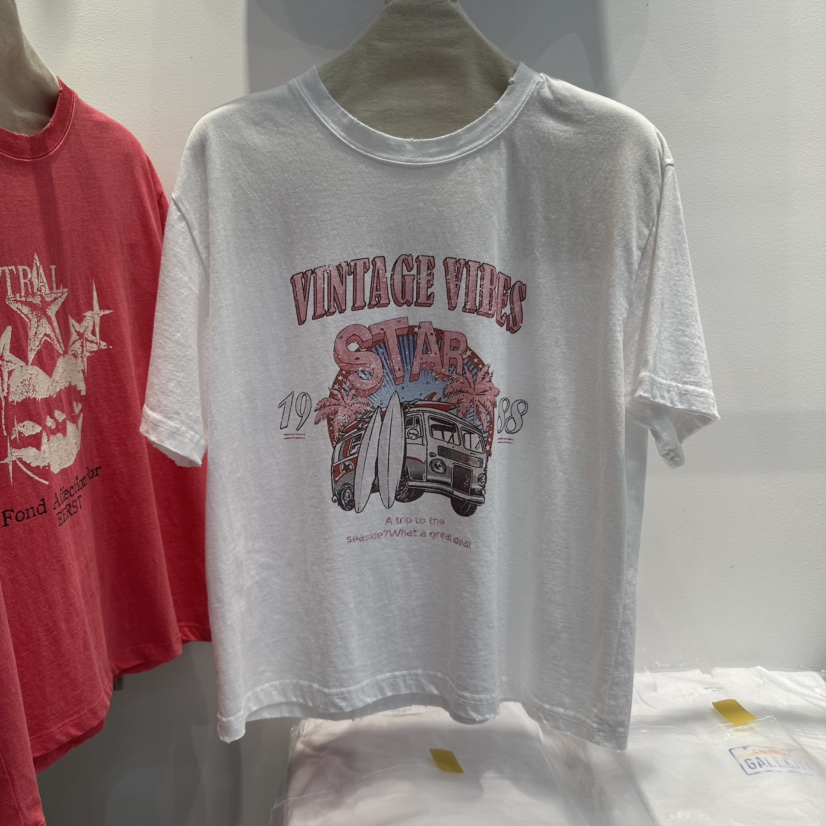 VINTAGE VIBES
STAR
19 88
A trip to the
seaside?What a great idea!
TRAL
Fond Affection for